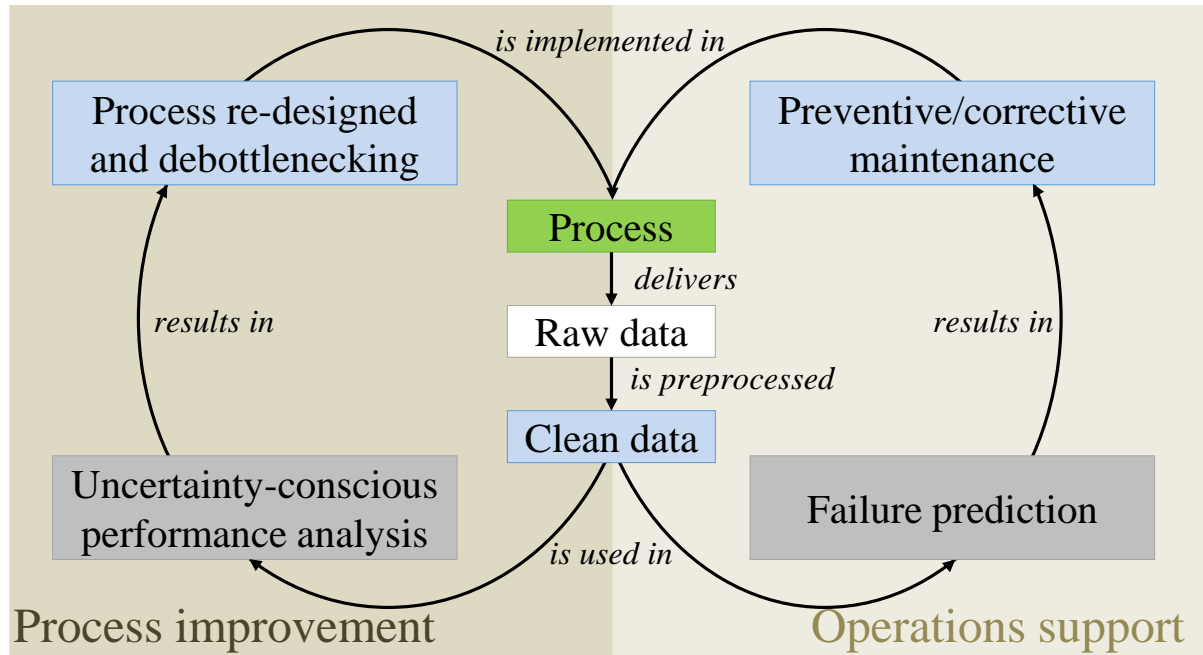 is implemented in
Process re-designed
and debottlenecking
Preventive/corrective
maintenance
Process
delivers
results in
Raw data
results in
is preprocessed
Clean data
Uncertainty-conscious
performance analysis
Failure prediction
is used in
Process improvement
Operations support